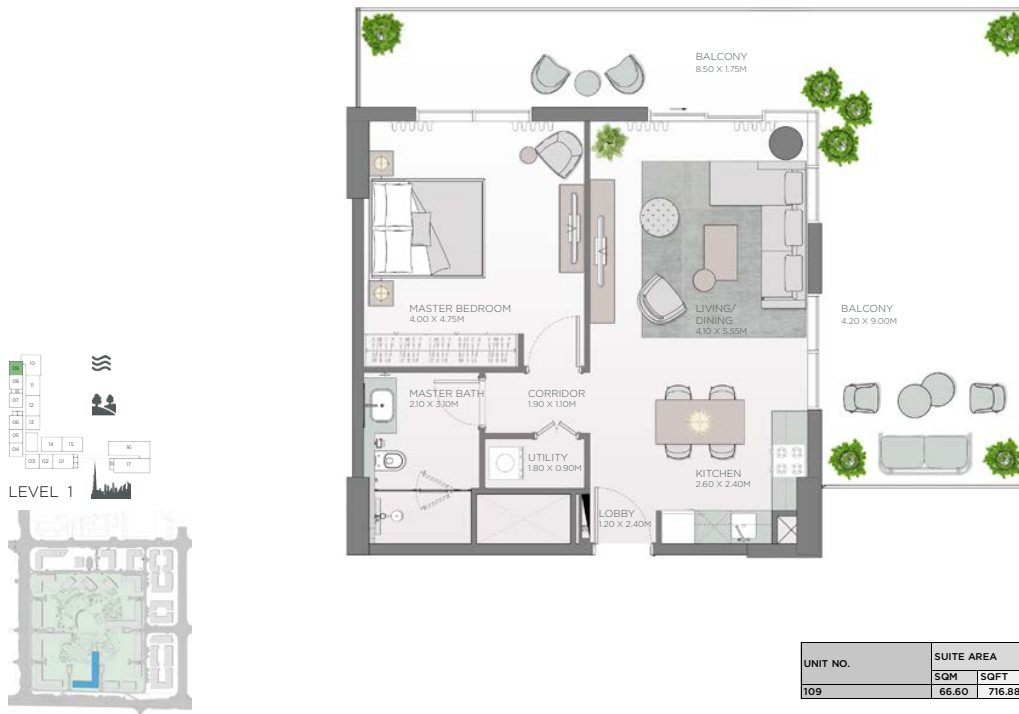 BALCONY
8.50 X 1.75M
MASTER BEDROOM
4.00 X 4.75M
LIVING/
DINING
4.10 X 5.55M
BALCONY
4.20 X 9.00M
MASTER BATH
2.10 X 3.10M
CORRIDOR
1.90 X 1.10M
UTILITY
1.80 X 0.90M
KITCHEN
2.60 X 2.40M
LOBBY
1.20 X 2.40M
09
10
08
11
07
12
06
13
05
04
14
15
03
02
01
16
17
LEVEL 1
UNIT NO.
SUITE AREA
SQM
SQFT
109
66.60
716.88